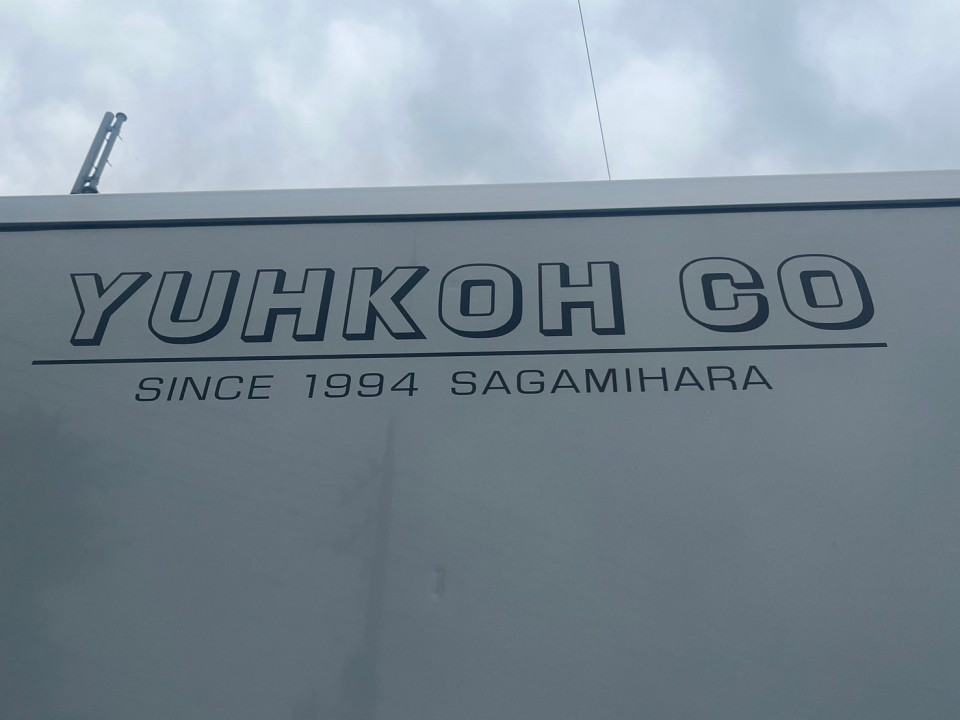 YUHKOH CO
SINCE 1994 SAGAMIHARA